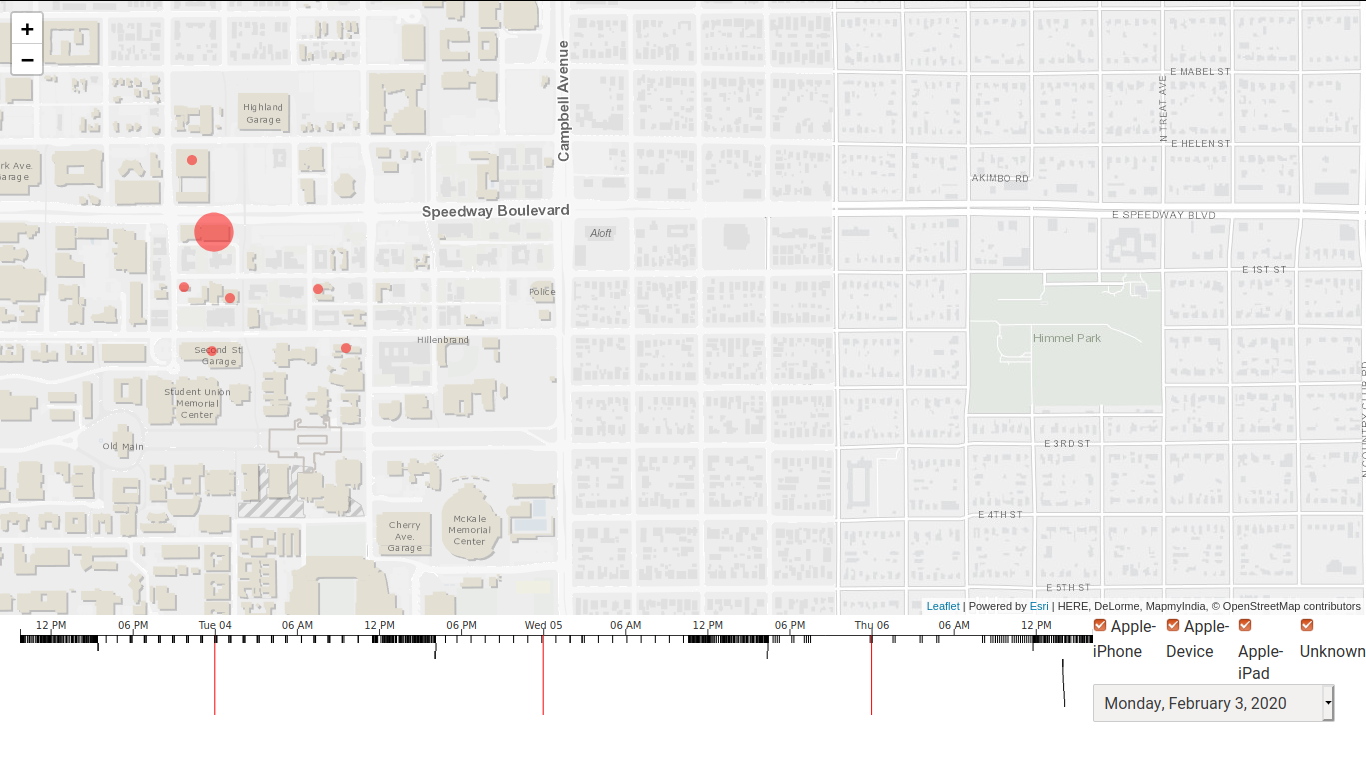 +
−
Campbell Avenue
E MABEL ST
N TREAT AVE
Highland
Garage
E HELEN ST
rk Ave.
Garage
AKIMBO RD
Speedway Boulevard
E SPEEDWAY BLVD
Aloft
E 1ST ST
Police
Himmel Park
Hillenbrand
Second St.
Garage
Student Union
Memorial
Center
N COUNTRY CLUB RD
Old Main
E 3RD ST
E 4TH ST
Cherry
Ave.
Garage
McKale
Memorial
Center
E 5TH ST
Leaflet | Powered by Esri | HERE, DeLorme, MapmyIndia, © OpenStreetMap contributors
12 PM 06 PM Tue 04 06 AM 12 PM 06 PM Wed 05 06 AM 12 PM 06 PM Thu 06 06 AM 12 PM
Apple-iPhone
Apple-Device
Apple-iPad
Unknown
Monday, February 3, 2020